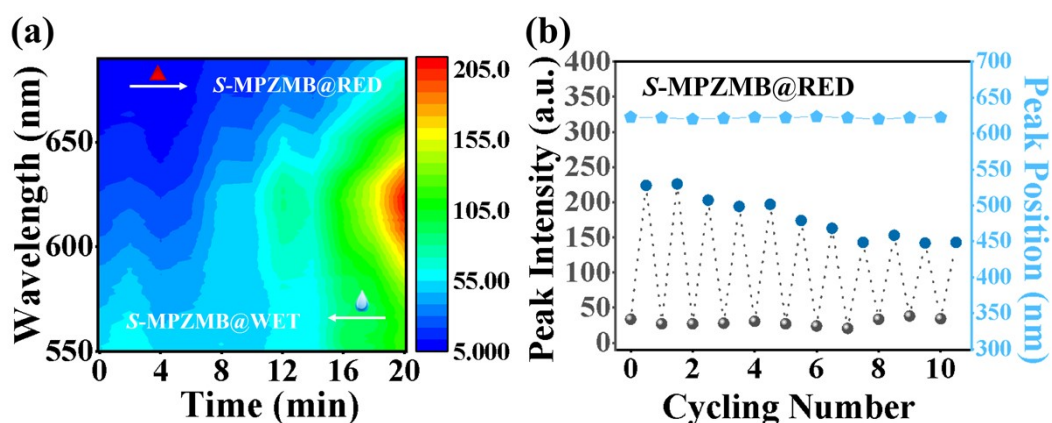 (a)
Wavelength (nm)
650
600
550
S-MPZMB@RED
S-MPZMB@WET
0 4 8 12 16 20
Time (min)
205.0
105.0
55.00
5.000
(b)
Peak Intensity (a.u.)
400
350
300
250
200
150
100
50
0
S-MPZMB@RED
0 2 4 6 8 10
Cycling Number
700
650
600
550
500
450
400
350
300
Peak Position (nm)